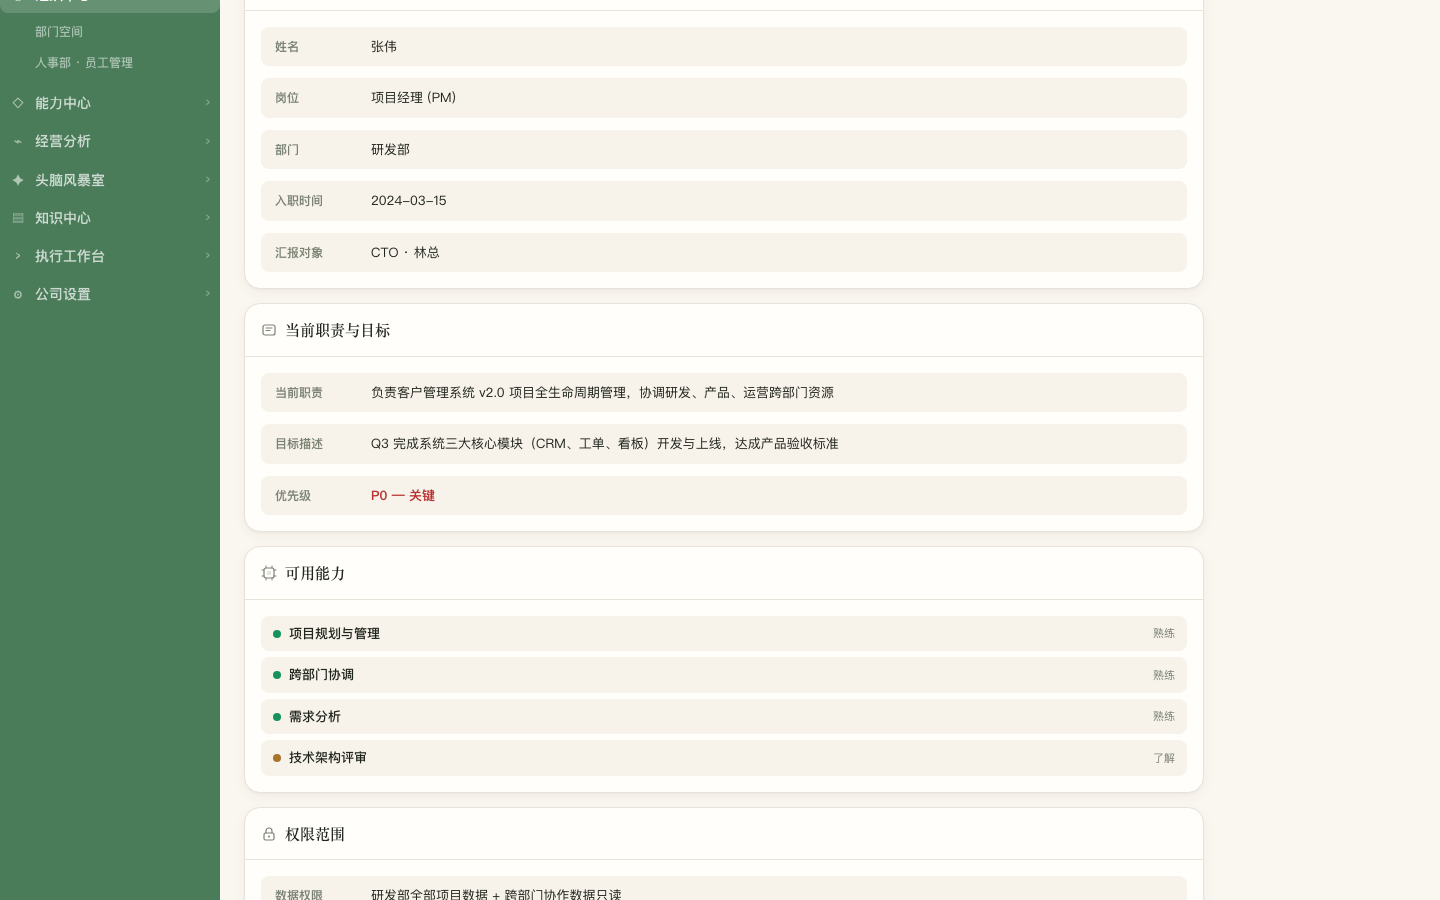 部门空间
人事部 · 员工管理
能力中心
经营分析
头脑风暴室
知识中心
执行工作台
公司设置
姓名 张伟
岗位 项目经理 (PM)
部门 研发部
入职时间 2024-03-15
汇报对象 CTO · 林总
当前职责与目标
当前职责 负责客户管理系统 v2.0 项目全生命周期管理，协调研发、产品、运营跨部门资源
目标描述 Q3 完成系统三大核心模块（CRM、工单、看板）开发与上线，达成产品验收标准
优先级 P0 — 关键
可用能力
项目规划与管理 熟练
跨部门协调 熟练
需求分析 熟练
技术架构评审 了解
权限范围
数据权限 研发部全部项目数据 + 跨部门协作数据只读